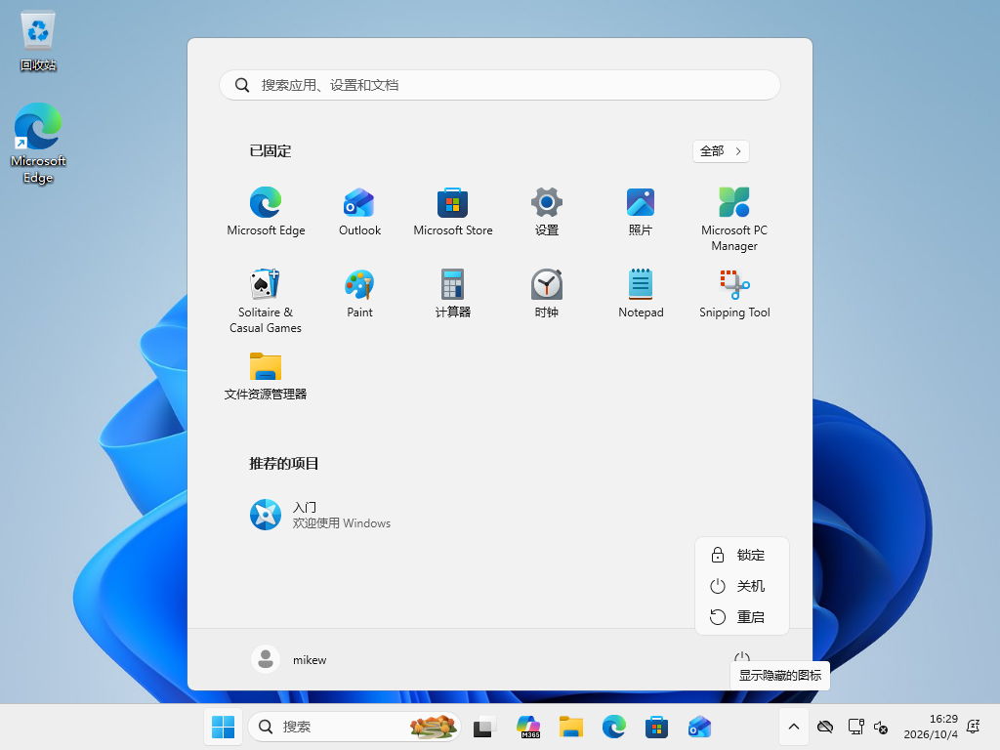 回收站
Microsoft
Edge
搜索应用、设置和文档
已固定
全部
Microsoft Edge
Outlook
Microsoft Store
设置
照片
Microsoft PC
Manager
Solitaire &
Casual Games
Paint
计算器
时钟
Notepad
Snipping Tool
文件资源管理器
推荐的项目
入门
欢迎使用 Windows
锁定
关机
重启
mikew
显示隐藏的图标
搜索
M365
16:29
2026/10/4